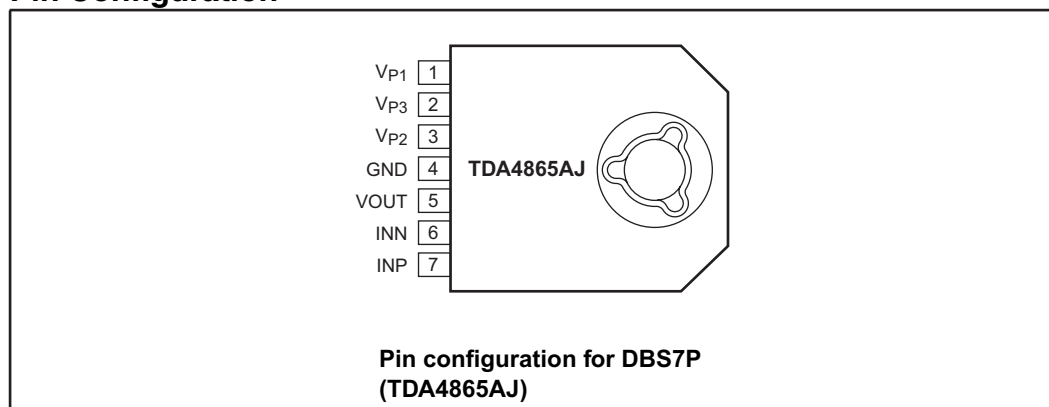 Pin Configuration
VP1 1
VP3 2
VP2 3
GND 4
VOUT 5
INN 6
INP 7
TDA4865AJ
Pin configuration for DBS7P
(TDA4865AJ)